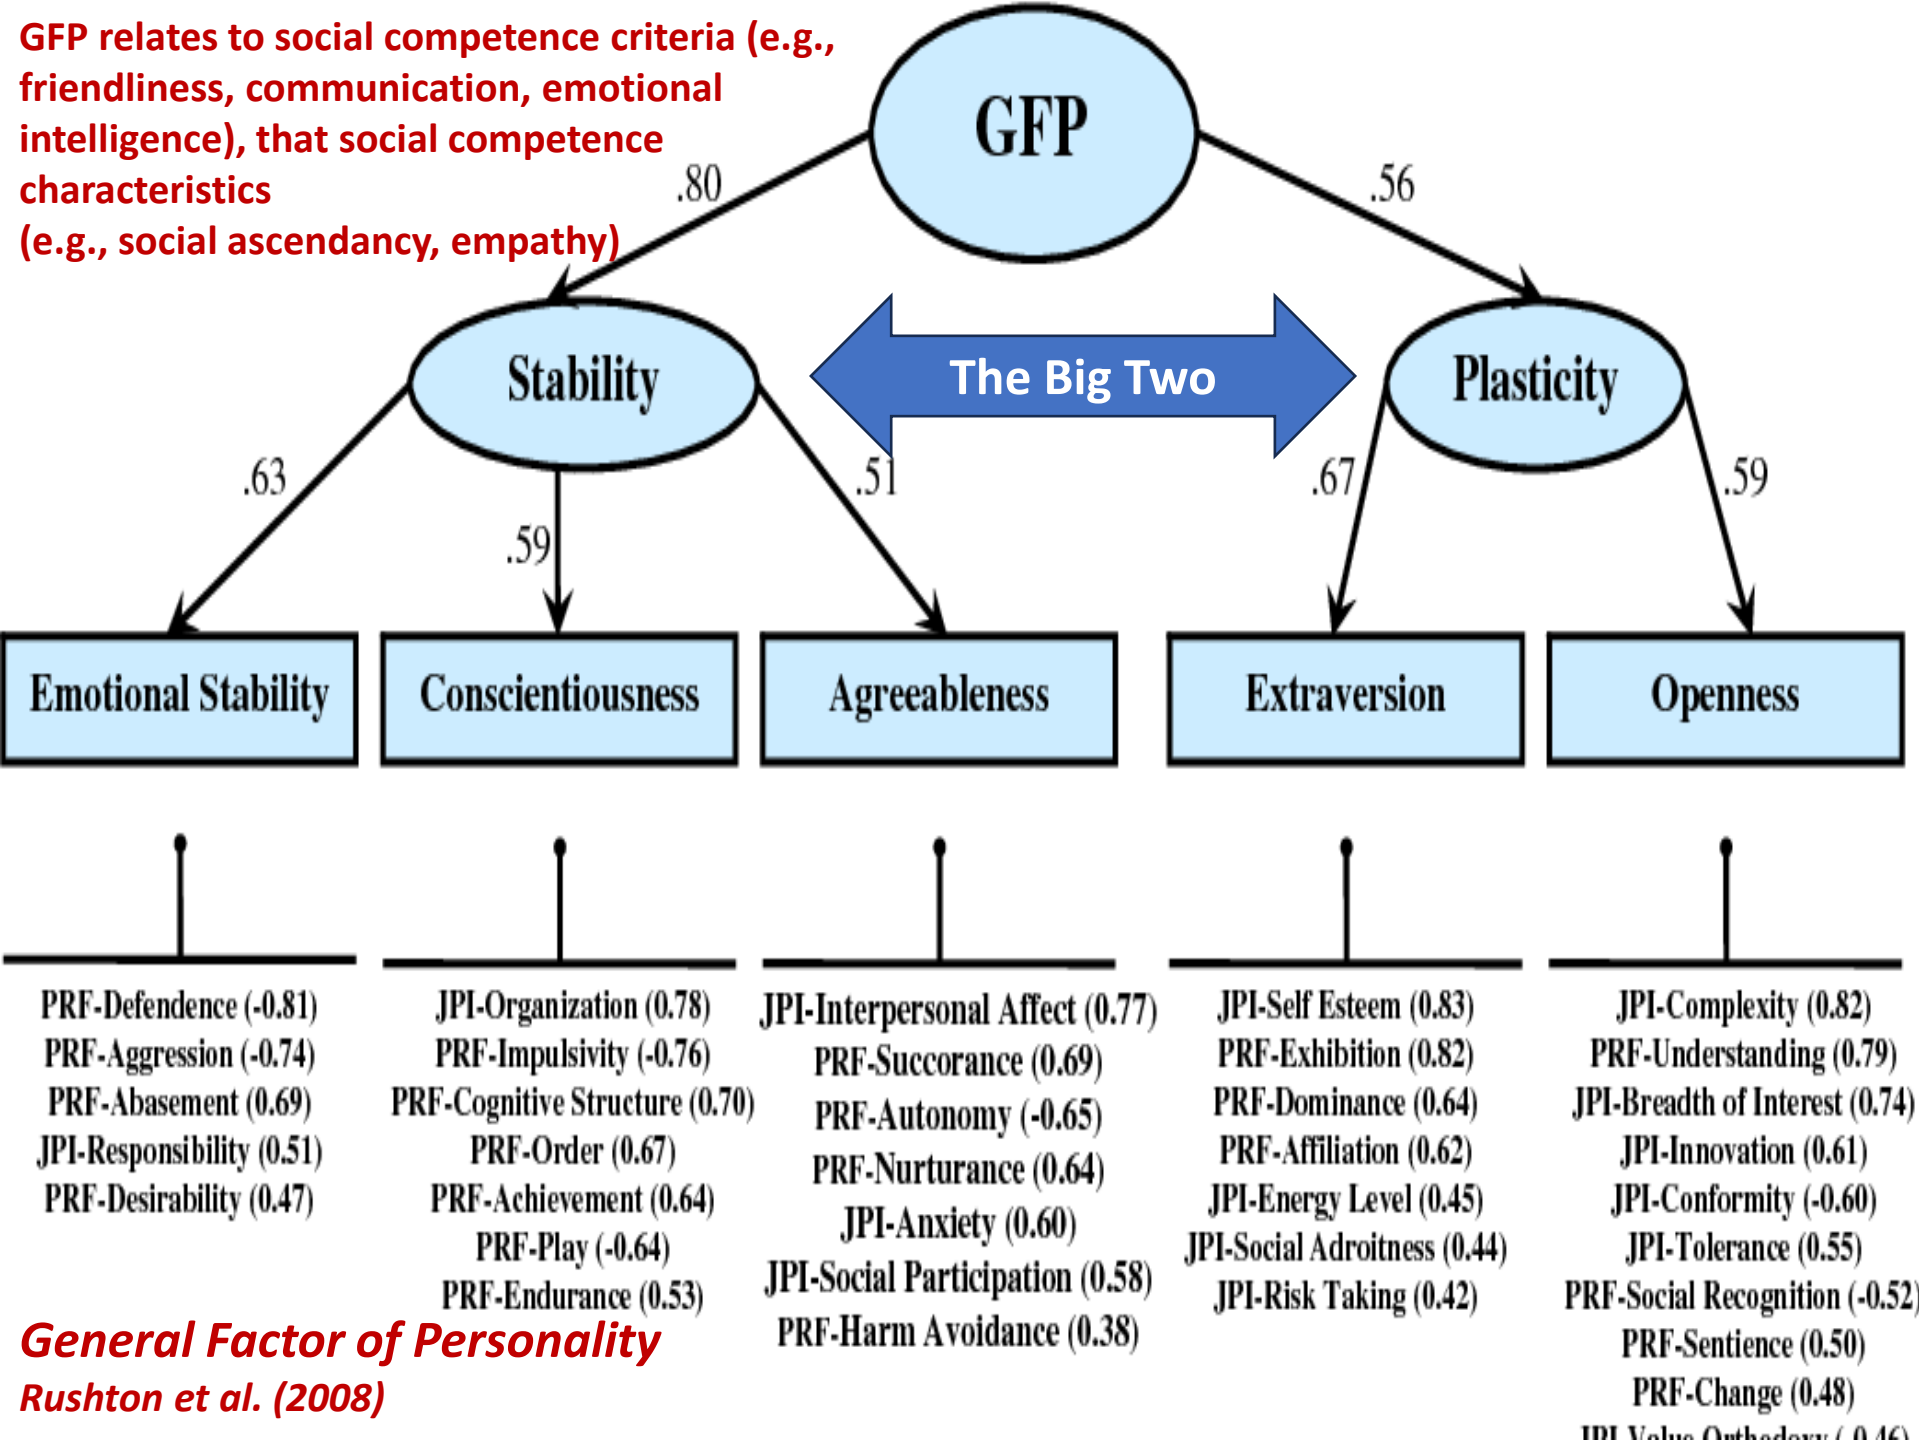 GFP relates to social competence criteria (e.g.,
friendliness, communication, emotional
intelligence), that social competence
characteristics
(e.g., social ascendancy, empathy)
GFP
.80
.56
Stability
The Big Two
Plasticity
.63
.59
.51
.67
.59
Emotional Stability
Conscientiousness
Agreeableness
Extraversion
Openness
PRF-Defendence (-0.81)
PRF-Aggression (-0.74)
PRF-Abasement (0.69)
JPI-Responsibility (0.51)
PRF-Desirability (0.47)
JPI-Organization (0.78)
PRF-Impulsivity (-0.76)
PRF-Cognitive Structure (0.70)
PRF-Order (0.67)
PRF-Achievement (0.64)
PRF-Play (-0.64)
PRF-Endurance (0.53)
JPI-Interpersonal Affect (0.77)
PRF-Succorance (0.69)
PRF-Autonomy (-0.65)
PRF-Nurturance (0.64)
JPI-Anxiety (0.60)
JPI-Social Participation (0.58)
PRF-Harm Avoidance (0.38)
JPI-Self Esteem (0.83)
PRF-Exhibition (0.82)
PRF-Dominance (0.64)
PRF-Affiliation (0.62)
JPI-Energy Level (0.45)
JPI-Social Adroitness (0.44)
JPI-Risk Taking (0.42)
JPI-Complexity (0.82)
PRF-Understanding (0.79)
JPI-Breadth of Interest (0.74)
JPI-Innovation (0.61)
JPI-Conformity (-0.60)
JPI-Tolerance (0.55)
PRF-Social Recognition (-0.52)
PRF-Sentience (0.50)
PRF-Change (0.48)
JPI-Value Orthodoxy (-0.46)
General Factor of Personality
Rushton et al. (2008)